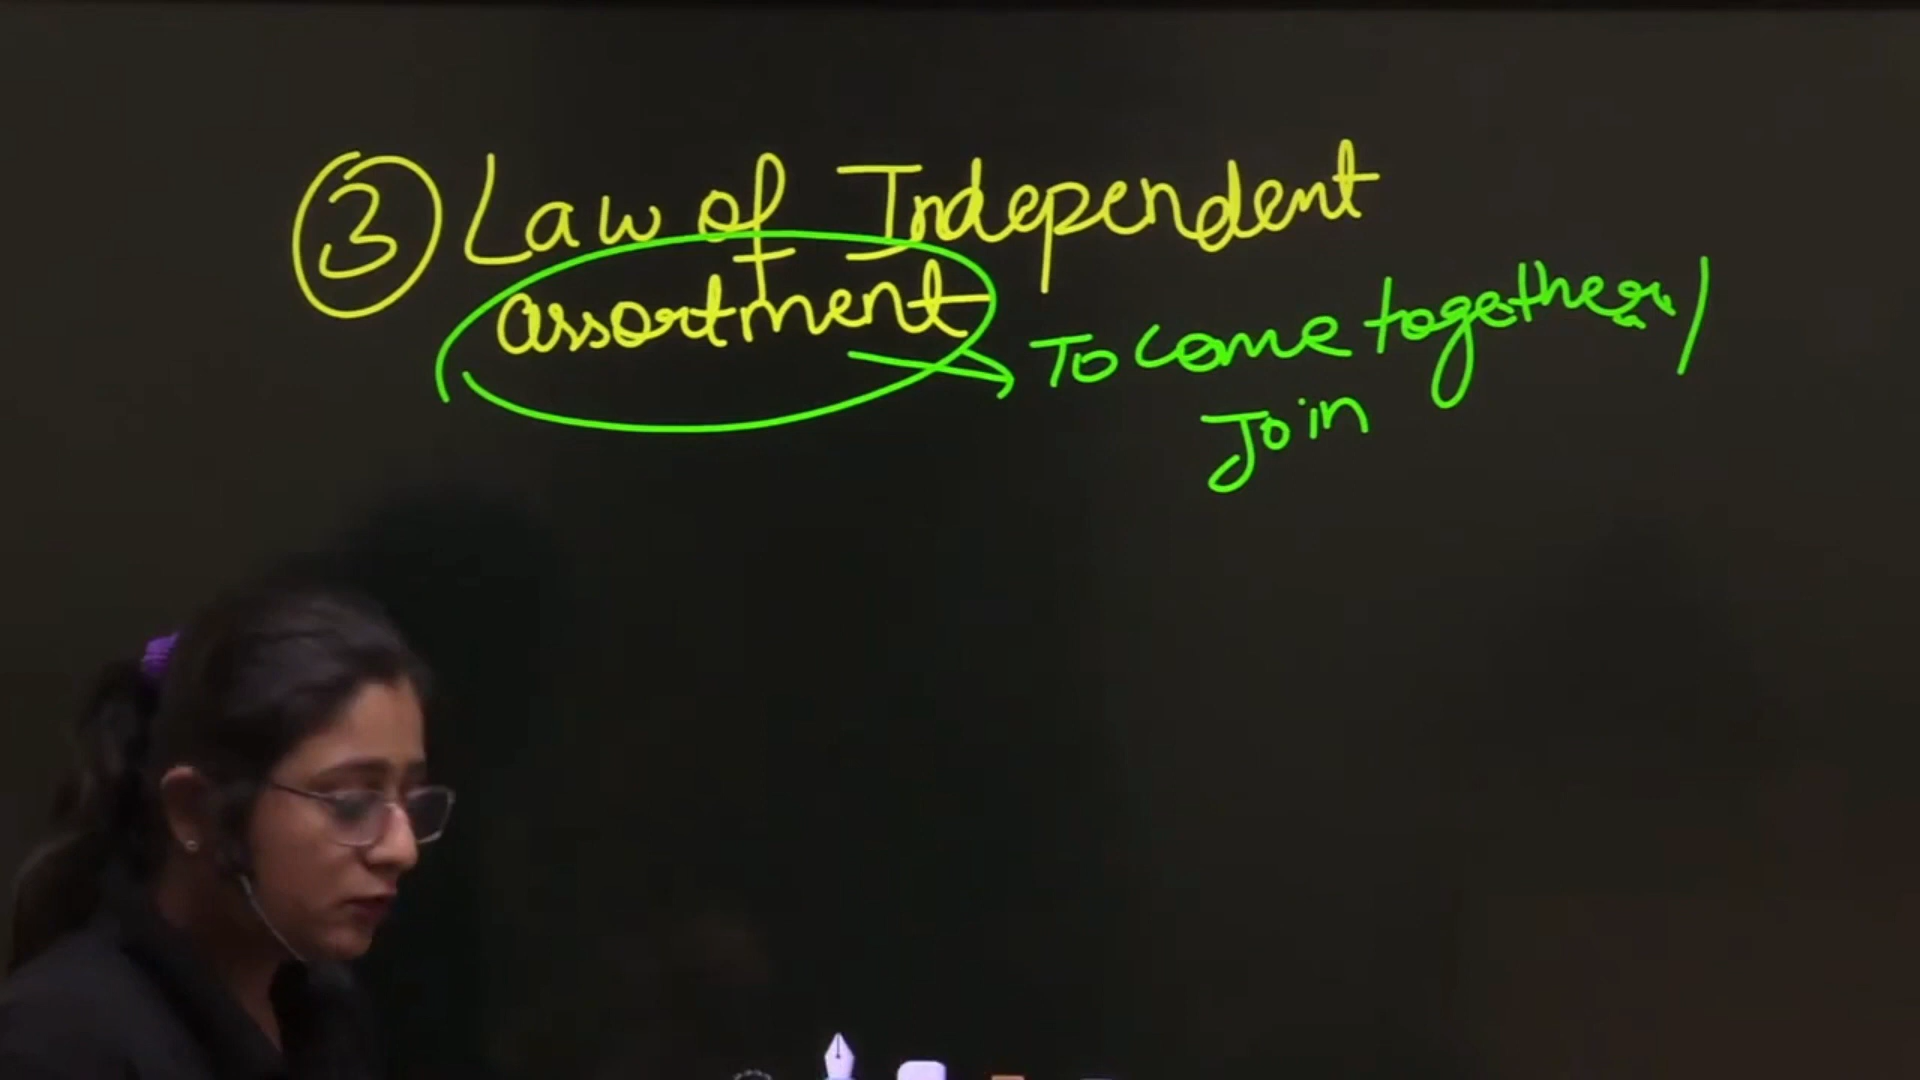 ③ Law of Independent
assortment
To come together /
Join